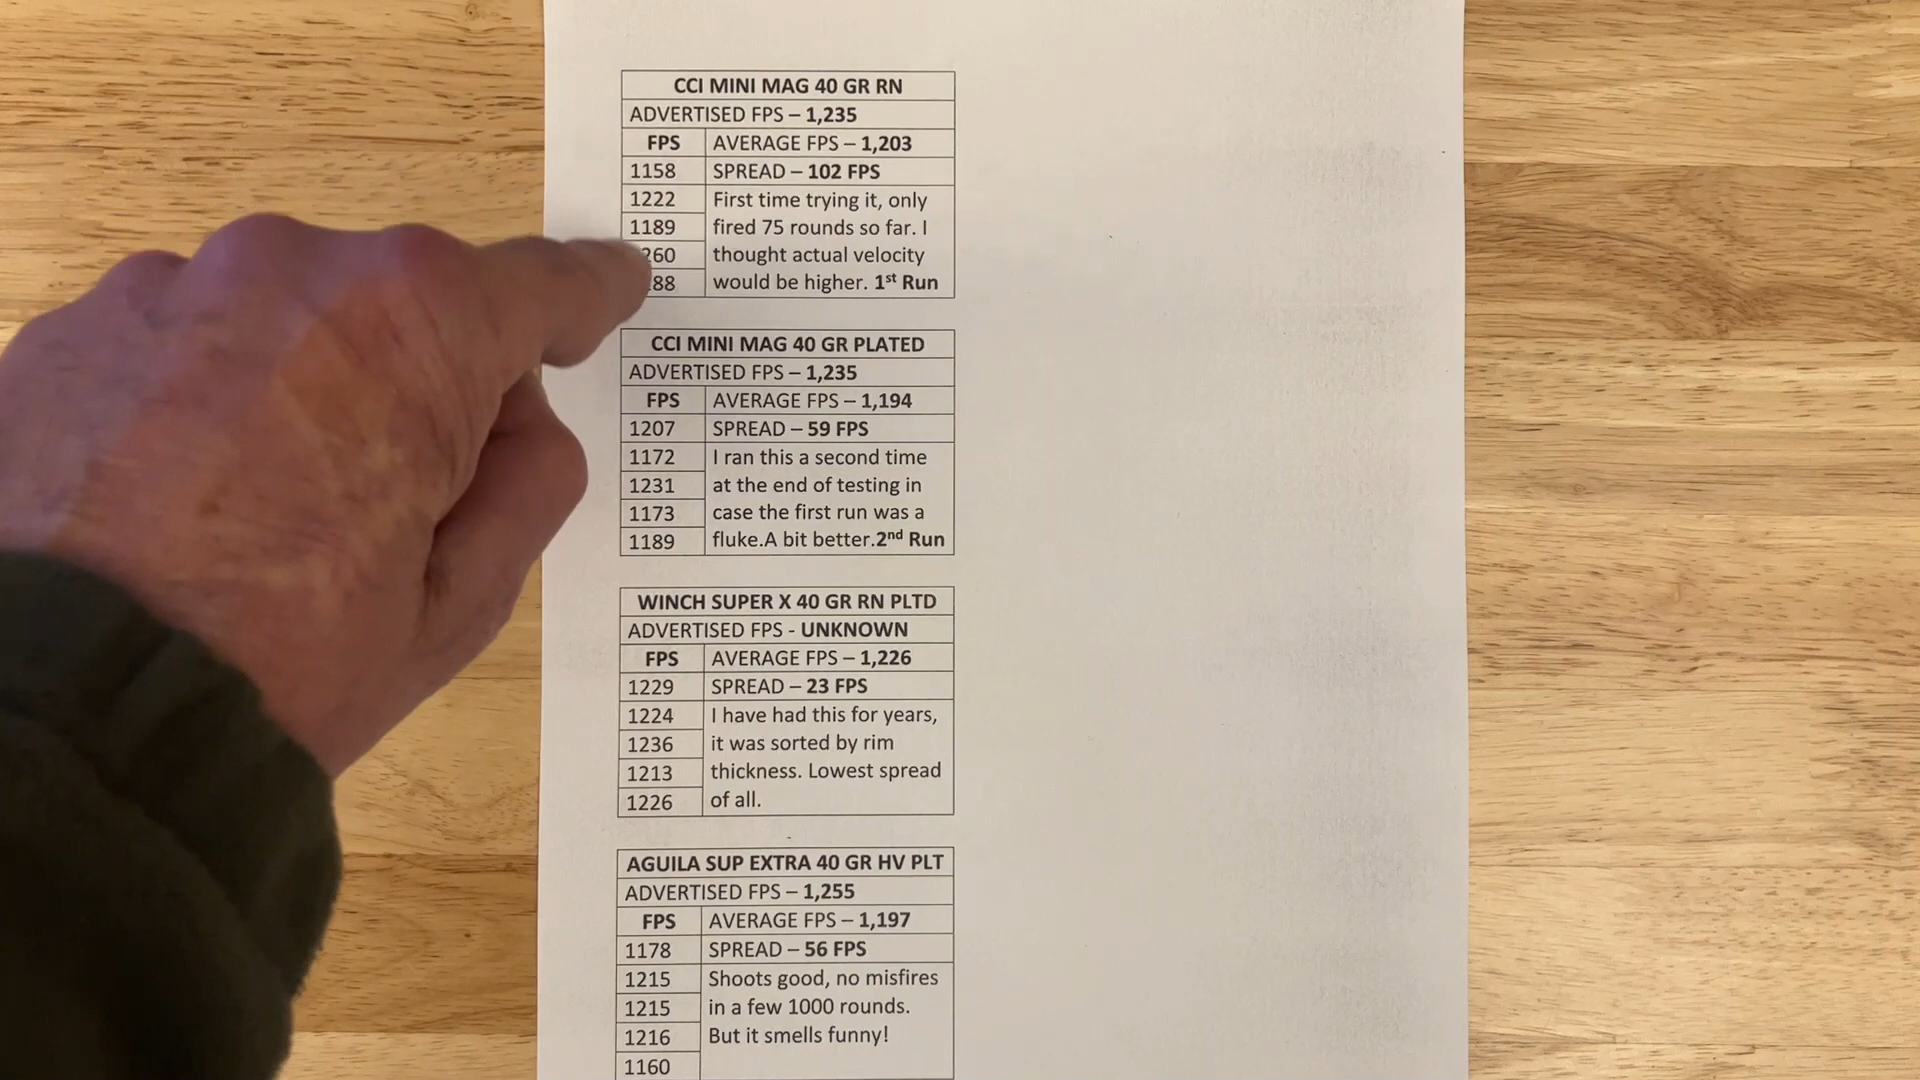 CCI MINI MAG 40 GR RN
ADVERTISED FPS – 1,235
FPS AVERAGE FPS – 1,203
1158 SPREAD – 102 FPS
1222 First time trying it, only
1189 fired 75 rounds so far. I
260 thought actual velocity
88 would be higher. 1st Run
CCI MINI MAG 40 GR PLATED
ADVERTISED FPS – 1,235
FPS AVERAGE FPS – 1,194
1207 SPREAD – 59 FPS
1172 I ran this a second time
1231 at the end of testing in
1173 case the first run was a
1189 fluke.A bit better.2nd Run
WINCH SUPER X 40 GR RN PLTD
ADVERTISED FPS - UNKNOWN
FPS AVERAGE FPS – 1,226
1229 SPREAD – 23 FPS
1224 I have had this for years,
1236 it was sorted by rim
1213 thickness. Lowest spread
1226 of all.
AGUILA SUP EXTRA 40 GR HV PLT
ADVERTISED FPS – 1,255
FPS AVERAGE FPS – 1,197
1178 SPREAD – 56 FPS
1215 Shoots good, no misfires
1215 in a few 1000 rounds.
1216 But it smells funny!
1160